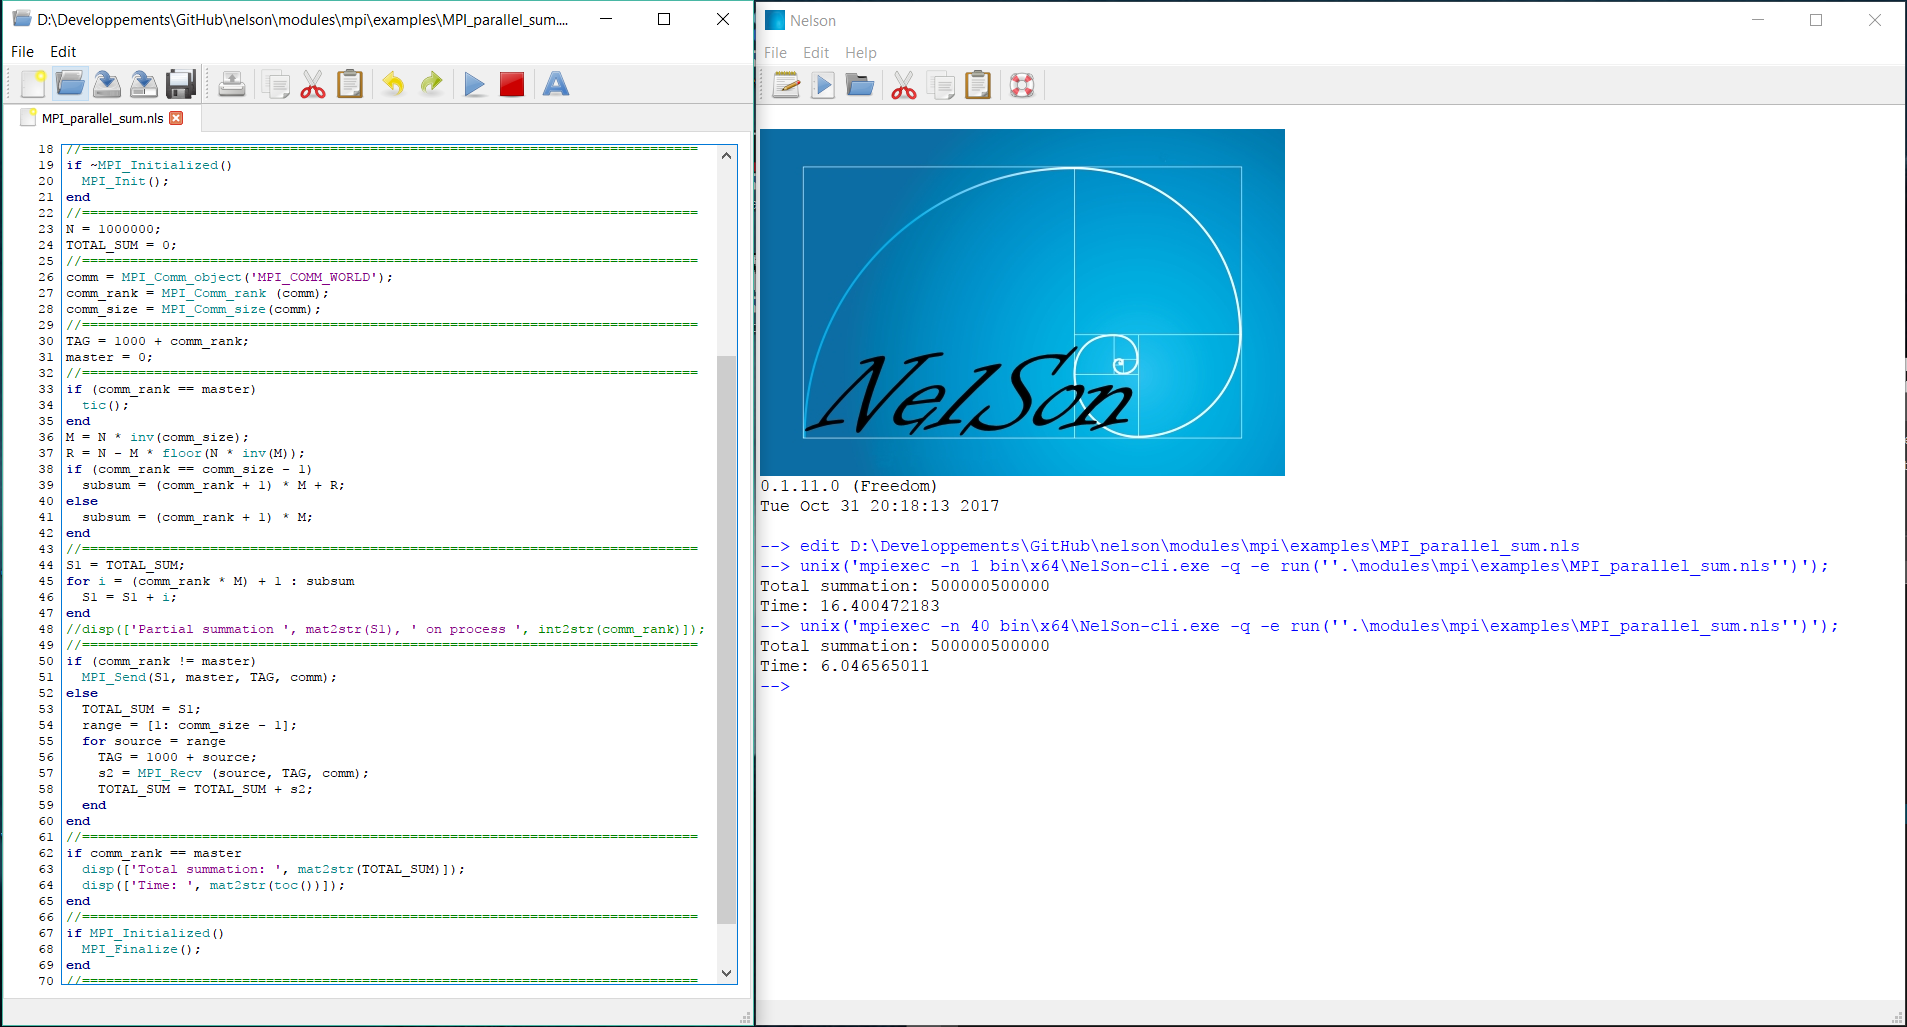 D:\Developpements\GitHub\nelson\modules\mpi\examples\MPI_parallel_sum....
File Edit
MPI_parallel_sum.nls
18 //=============================================================================
19 if ~MPI_Initialized()
20   MPI_Init();
21 end
22 //=============================================================================
23 N = 1000000;
24 TOTAL_SUM = 0;
25 //=============================================================================
26 comm = MPI_Comm_object('MPI_COMM_WORLD');
27 comm_rank = MPI_Comm_rank (comm);
28 comm_size = MPI_Comm_size(comm);
29 //=============================================================================
30 TAG = 1000 + comm_rank;
31 master = 0;
32 //=============================================================================
33 if (comm_rank == master)
34   tic();
35 end
36 M = N * inv(comm_size);
37 R = N - M * floor(N * inv(M));
38 if (comm_rank == comm_size - 1)
39   subsum = (comm_rank + 1) * M + R;
40 else
41   subsum = (comm_rank + 1) * M;
42 end
43 //=============================================================================
44 S1 = TOTAL_SUM;
45 for i = (comm_rank * M) + 1 : subsum
46   S1 = S1 + i;
47 end
48 //disp(['Partial summation ', mat2str(S1), ' on process ', int2str(comm_rank)]);
49 //=============================================================================
50 if (comm_rank != master)
51   MPI_Send(S1, master, TAG, comm);
52 else
53   TOTAL_SUM = S1;
54   range = [1: comm_size - 1];
55   for source = range
56     TAG = 1000 + source;
57     s2 = MPI_Recv (source, TAG, comm);
58     TOTAL_SUM = TOTAL_SUM + s2;
59   end
60 end
61 //=============================================================================
62 if comm_rank == master
63   disp(['Total summation: ', mat2str(TOTAL_SUM)]);
64   disp(['Time: ', mat2str(toc())]);
65 end
66 //=============================================================================
67 if MPI_Initialized()
68   MPI_Finalize();
69 end
70 //=============================================================================
Nelson
File Edit Help
NelSon
0.1.11.0 (Freedom)
Tue Oct 31 20:18:13 2017
--> edit D:\Developpements\GitHub\nelson\modules\mpi\examples\MPI_parallel_sum.nls
--> unix('mpiexec -n 1 bin\x64\NelSon-cli.exe -q -e run(''.\modules\mpi\examples\MPI_parallel_sum.nls'')');
Total summation: 500000500000
Time: 16.400472183
--> unix('mpiexec -n 40 bin\x64\NelSon-cli.exe -q -e run(''.\modules\mpi\examples\MPI_parallel_sum.nls'')');
Total summation: 500000500000
Time: 6.046565011
-->